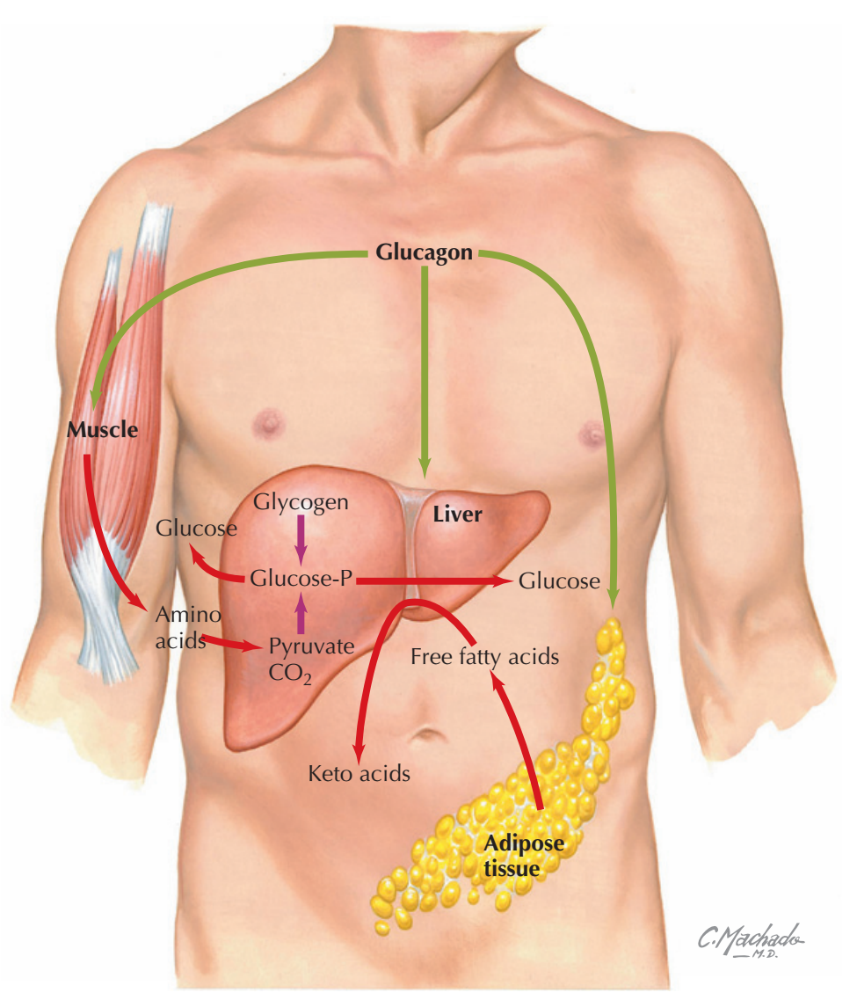 Glucagon
Muscle
Glycogen
Liver
Glucose
Glucose-P
Glucose
Amino
acids
Pyruvate
CO₂
Free fatty acids
Keto acids
Adipose
tissue
C. Machado
M.D.